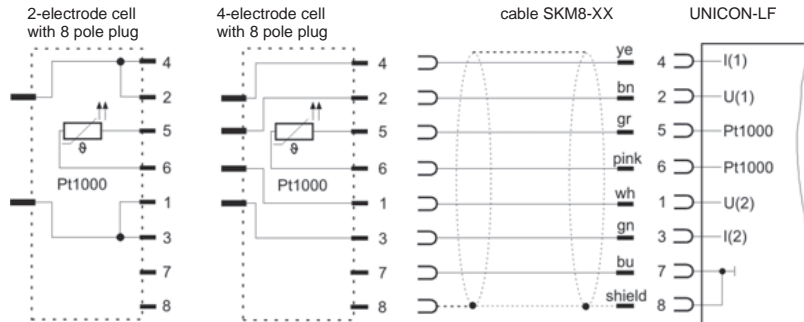 2-electrode cell
with 8 pole plug
4
2
5
6
1
3
7
8
ϑ
Pt1000
4-electrode cell
with 8 pole plug
4
2
5
6
1
3
7
8
ϑ
Pt1000
cable SKM8-XX
ye
bn
gr
pink
wh
gn
bu
shield
UNICON-LF
4 I(1)
2 U(1)
5 Pt1000
6 Pt1000
1 U(2)
3 I(2)
7
8